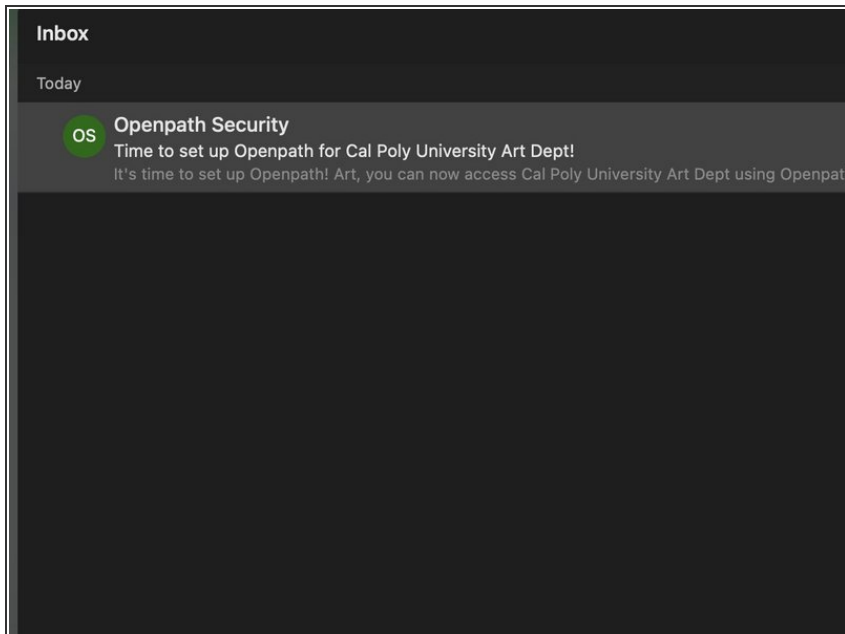 Inbox
Today
OS
Openpath Security
Time to set up Openpath for Cal Poly University Art Dept!
It's time to set up Openpath! Art, you can now access Cal Poly University Art Dept using Openpat